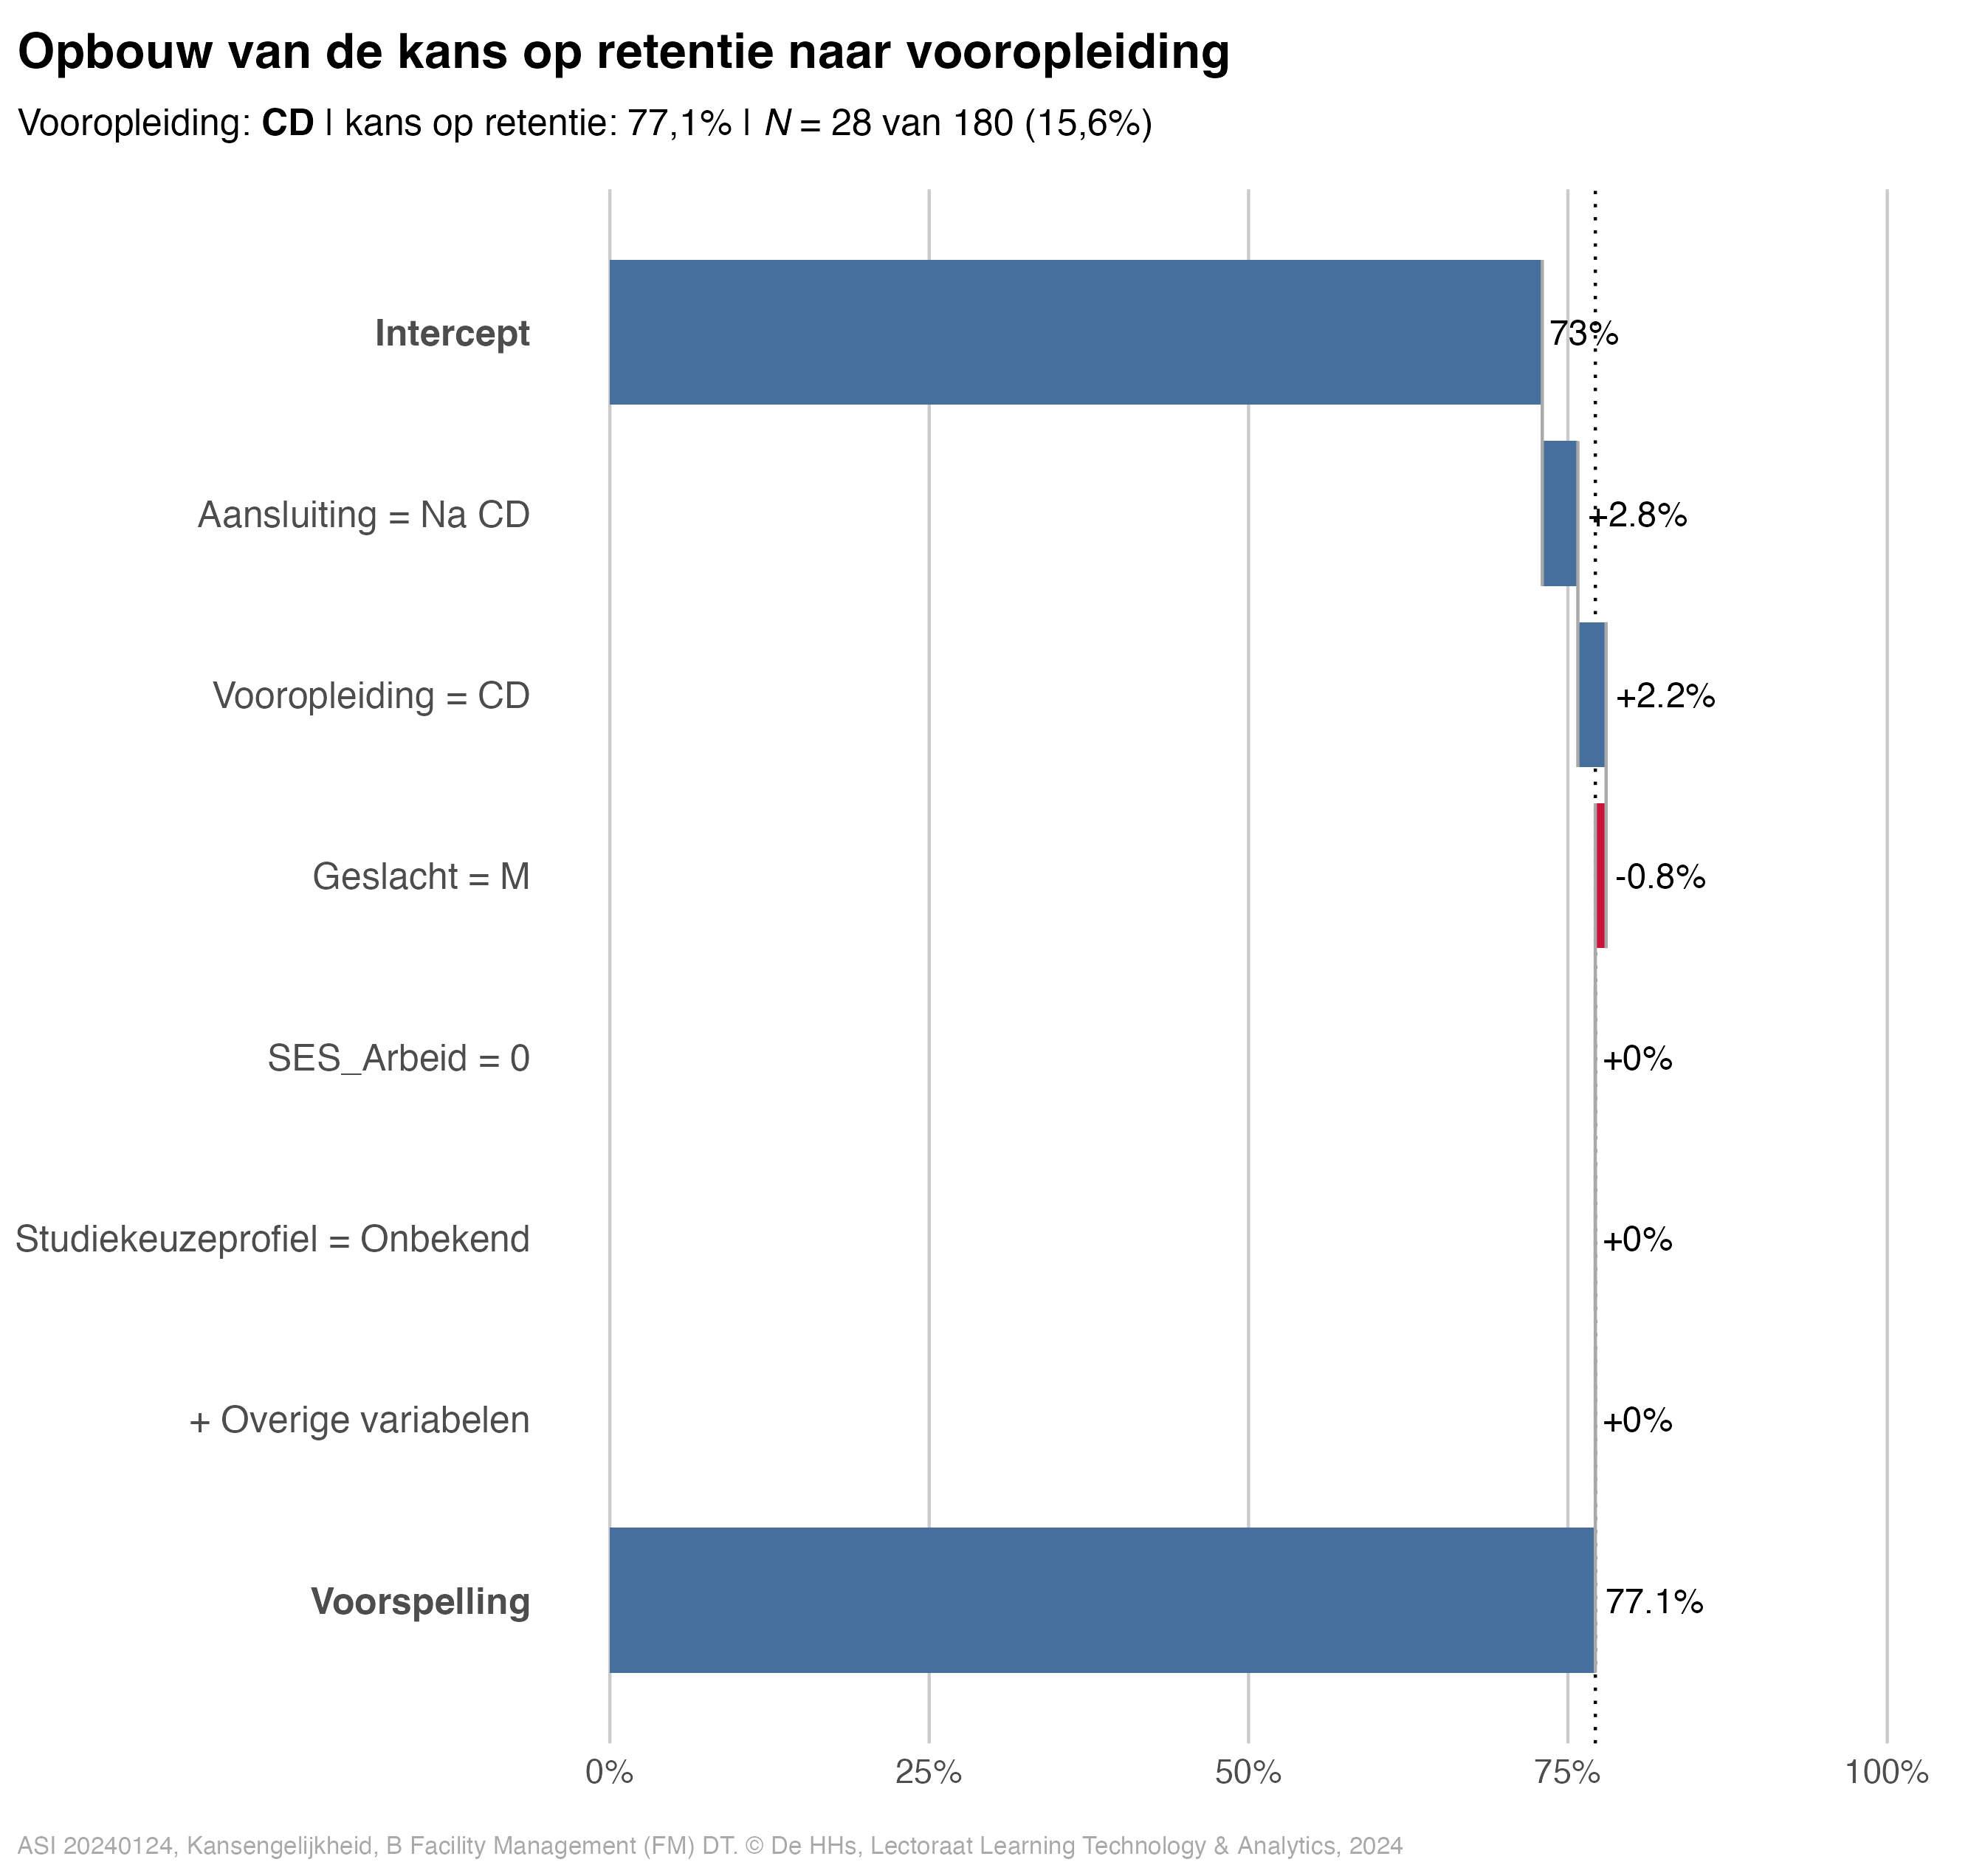 Opbouw van de kans op retentie naar vooropleiding
Vooropleiding: CD | kans op retentie: 77,1% | N = 28 van 180 (15,6%)
Intercept
73%
Aansluiting = Na CD
+2.8%
Vooropleiding = CD
+2.2%
Geslacht = M
-0.8%
SES_Arbeid = 0
+0%
Studiekeuzeprofiel = Onbekend
+0%
+ Overige variabelen
+0%
Voorspelling
77.1%
0%
25%
50%
75%
100%
ASI 20240124, Kansengelijkheid, B Facility Management (FM) DT. © De HHs, Lectoraat Learning Technology & Analytics, 2024